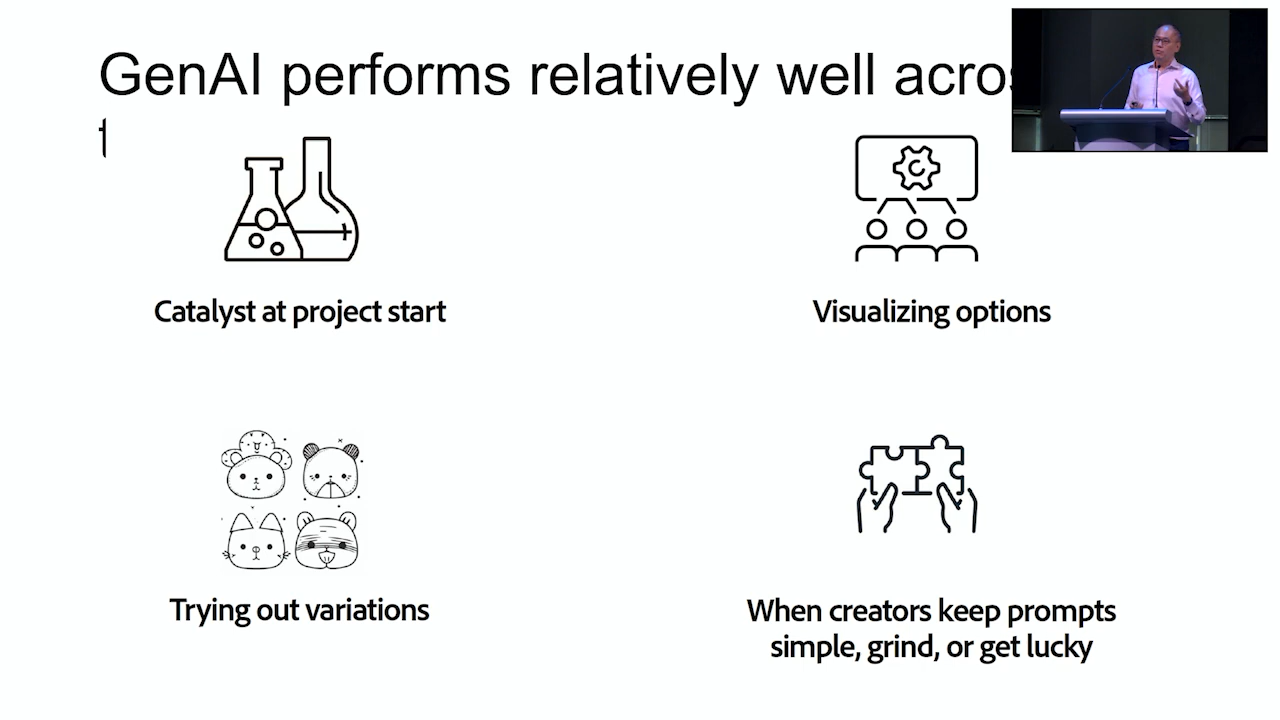 GenAI performs relatively well
Catalyst at project start
Visualizing options
Trying out variations
When creators keep prompts
simple, grind, or get lucky